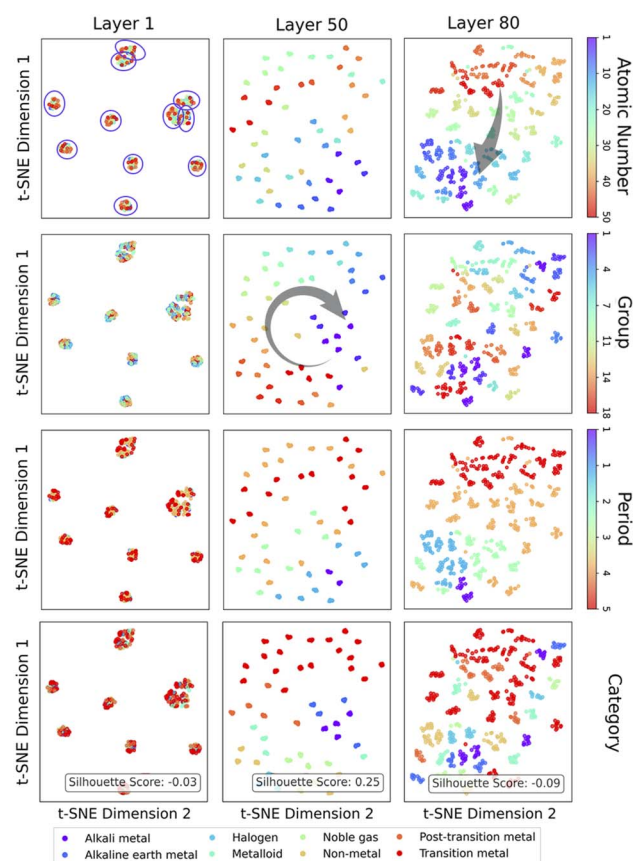 Layer 1 Layer 50 Layer 80
t-SNE Dimension 1
1
10
20
30
40
50
Atomic Number
t-SNE Dimension 1
1
4
7
11
14
18
Group
t-SNE Dimension 1
1
2
3
4
5
Period
t-SNE Dimension 1
Category
Silhouette Score: -0.03 Silhouette Score: 0.25 Silhouette Score: -0.09
t-SNE Dimension 2 t-SNE Dimension 2 t-SNE Dimension 2
Alkali metal Halogen Noble gas Post-transition metal
Alkaline earth metal Metalloid Non-metal Transition metal